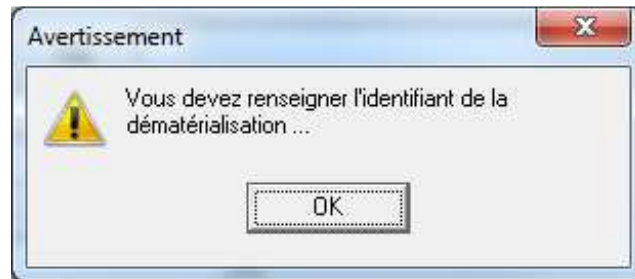 Avertissement
Vous devez renseigner l'identifiant de la
dématérialisation ...
OK